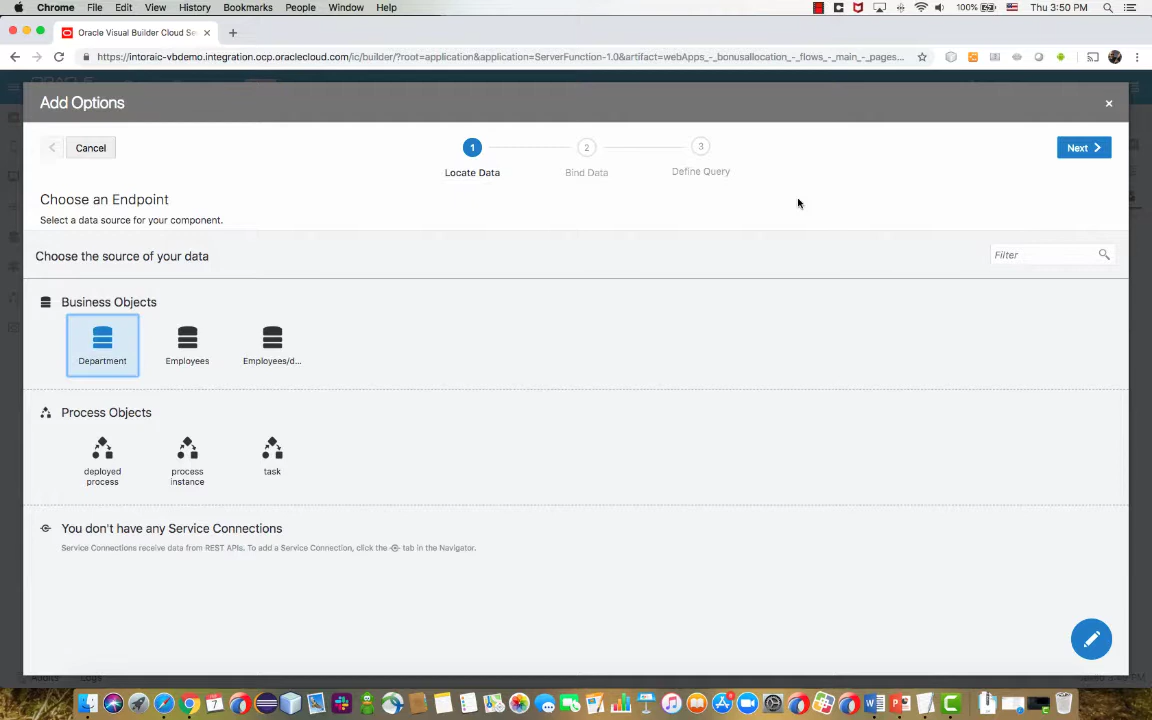 Chrome File Edit View History Bookmarks People Window Help 100% Thu 3:50 PM
Oracle Visual Builder Cloud Se
https://intoraic-vbdemo.integration.ocp.oraclecloud.com/ic/builder/?root=application&application=ServerFunction-1.0&artifact=webApps_-_bonusallocation_-_flows_-_main_-_pages...
Add Options
Cancel
1 2 3
Next
Locate Data Bind Data Define Query
Choose an Endpoint
Select a data source for your component.
Choose the source of your data
Filter
Business Objects
Department Employees Employees/d...
Process Objects
deployed process
process instance
task
You don't have any Service Connections
Service Connections receive data from REST APIs. To add a Service Connection, click the tab in the Navigator.
Audits Logs